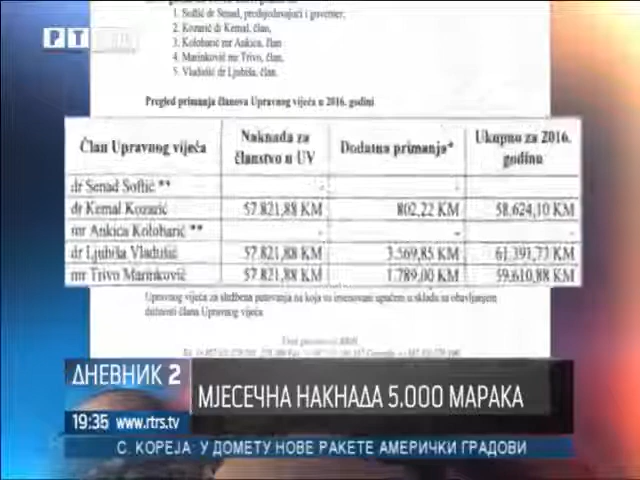 РТ
1. Softić dr Senad, predsjedavajući i guverner;
2. Kozarić dr Kemal, član,
3. Kolobarić mr Ankica, član
4. Marinković mr Trivo, član,
5. Vladušić dr Ljubiša, član.
Pregled primanja članova Upravnog vijeća u 2016. godini
Član Upravnog vijeća Naknada za članstvo u UV Dodatna primanja* Ukupno za 2016. godinu
dr Senad Softić ** - - -
dr Kemal Kozarić 57.821,88 KM 802,22 KM 58.624,10 KM
mr Ankica Kolobarić ** - - -
dr Ljubiša Vladušić 57.821,88 KM 3.569,85 KM 61.391,73 KM
mr Trivo Marinković 57.821,88 KM 1.789,00 KM 59.610,88 KM
Upravnog vijeća za službena putovanja na koja su imenovani upućeni u skladu sa obavljanjem
dužnosti člana Upravnog vijeća
ДНЕВНИК 2
МЈЕСЕЧНА НАКНАДА 5.000 МАРАКА
19:35 www.rtrs.tv
С. КОРЕЈА: У ДОМЕТУ НОВЕ РАКЕТЕ АМЕРИЧКИ ГРАДОВИ